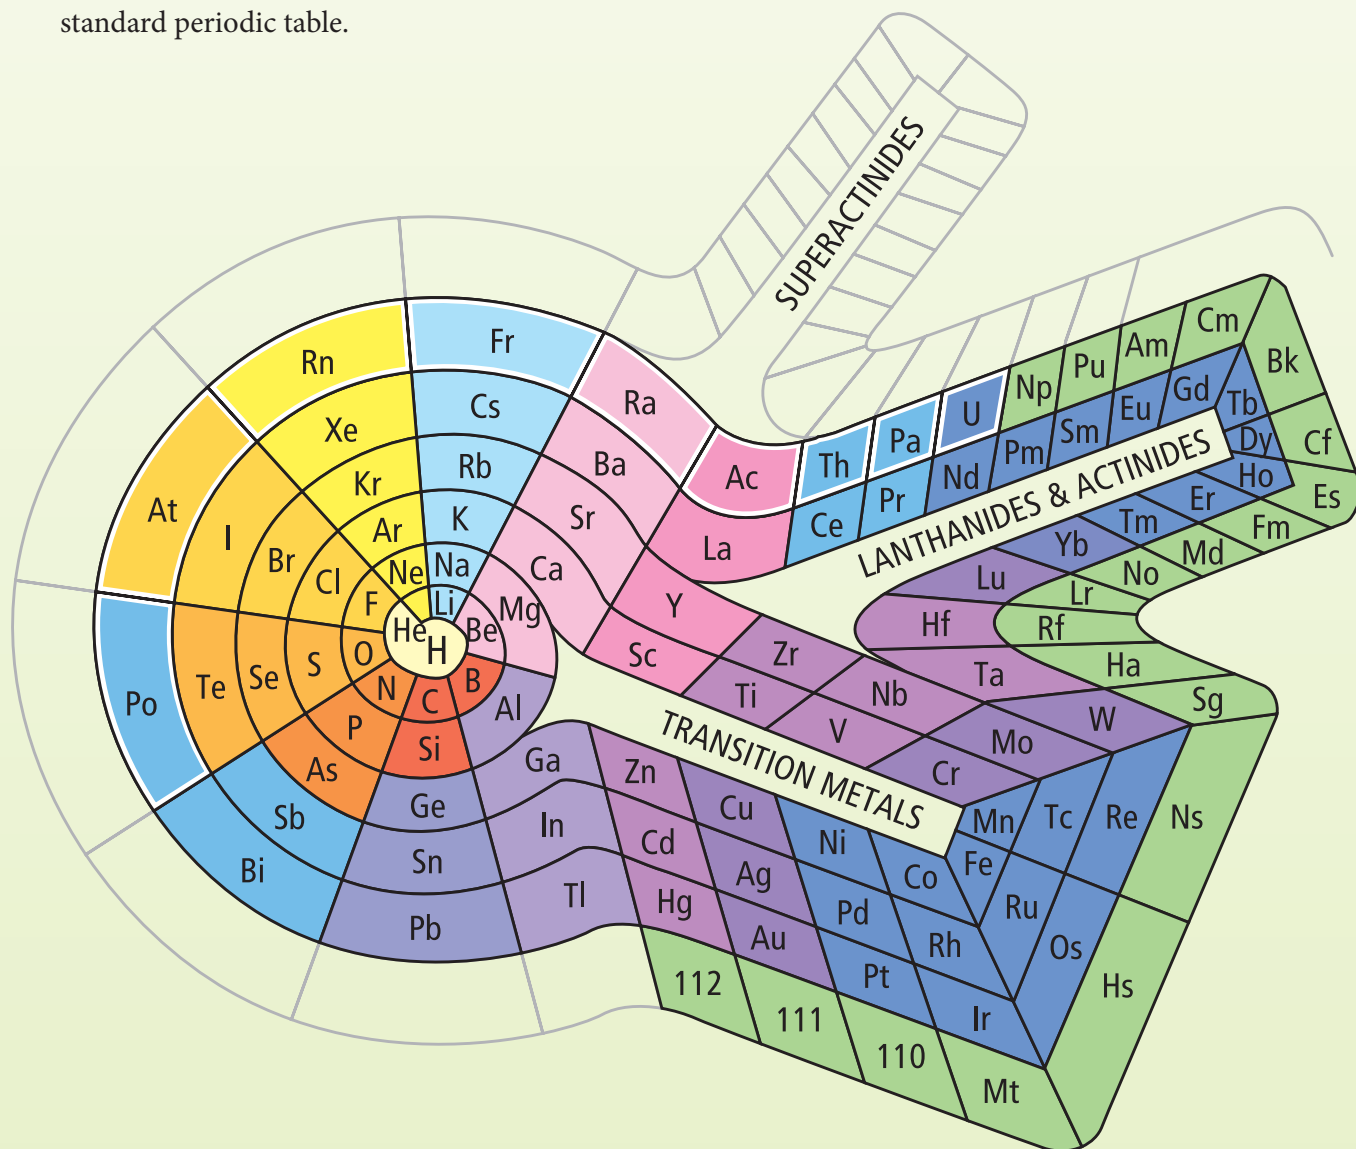 standard periodic table.
SUPERACTINIDES
Rn
Fr
Ra
Ac
Th
Pa
U
Np
Pu
Am
Cm
Bk
Cf
Es
Fm
Md
No
Lr
Rf
Ha
Sg
Ns
Hs
Mt
110
111
112
At
Po
Bi
Xe
Cs
Ba
La
Ce
Pr
Nd
Pm
Sm
Eu
Gd
Tb
Dy
Ho
Er
Tm
Yb
Lu
LANTHANIDES & ACTINIDES
Hf
Ta
W
Re
Os
Ir
Pt
Au
Hg
Tl
Pb
I
Te
Sb
Kr
Rb
Sr
Y
Zr
Nb
Mo
Tc
Ru
Rh
Pd
Ag
Cd
In
Sn
Br
Se
As
Ar
K
Ca
Sc
Ti
V
Cr
Mn
Fe
Co
Ni
Cu
Zn
Ga
Ge
TRANSITION METALS
Cl
S
P
Si
Al
Mg
Na
Ne
F
O
N
C
B
Be
Li
He
H